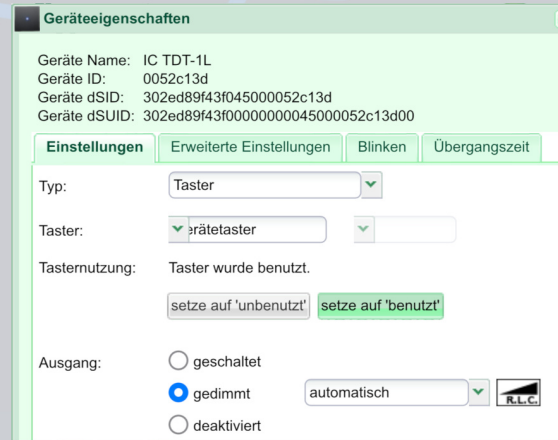 Geräteeigenschaften
Geräte Name: IC TDT-1L
Geräte ID: 0052c13d
Geräte dSID: 302ed89f43f045000052c13d
Geräte dSUID: 302ed89f43f00000000045000052c13d00
Einstellungen Erweiterte Einstellungen Blinken Übergangszeit
Typ: Taster
Taster: erätetaster
Tasternutzung: Taster wurde benutzt.
setze auf 'unbenutzt' setze auf 'benutzt'
Ausgang: geschaltet
gedimmt automatisch R.L.C.
deaktiviert